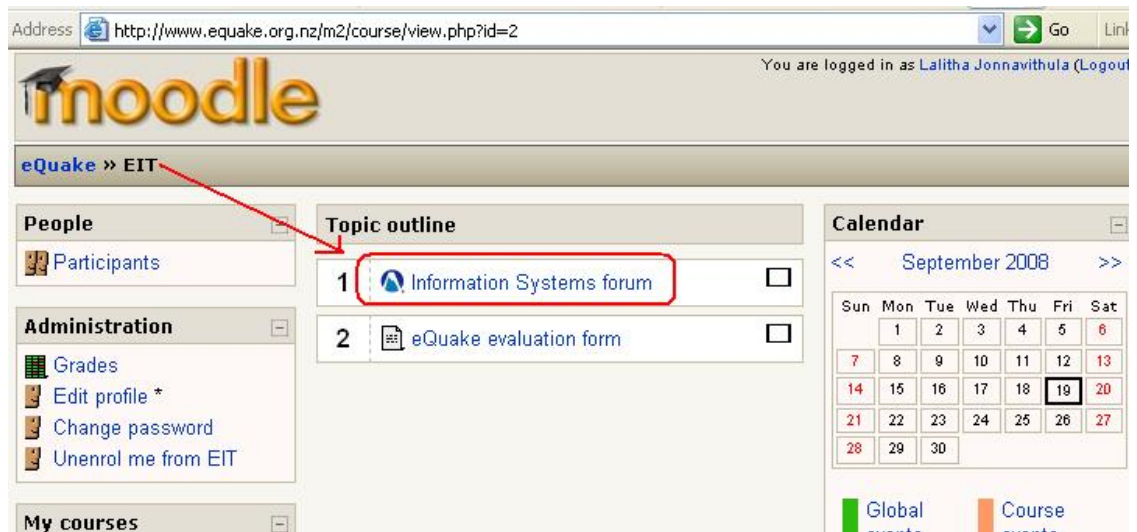 Address http://www.equake.org.nz/m2/course/view.php?id=2 Go
moodle
You are logged in as Lalitha Jonnavithula (Logout
eQuake » EIT
People
Participants
Administration
Grades
Edit profile *
Change password
Unenrol me from EIT
My courses
Topic outline
1 Information Systems forum
2 eQuake evaluation form
Calendar
<< September 2008 >>
Sun Mon Tue Wed Thu Fri Sat
1 2 3 4 5 6
7 8 9 10 11 12 13
14 15 16 17 18 19 20
21 22 23 24 25 26 27
28 29 30
Global
Course